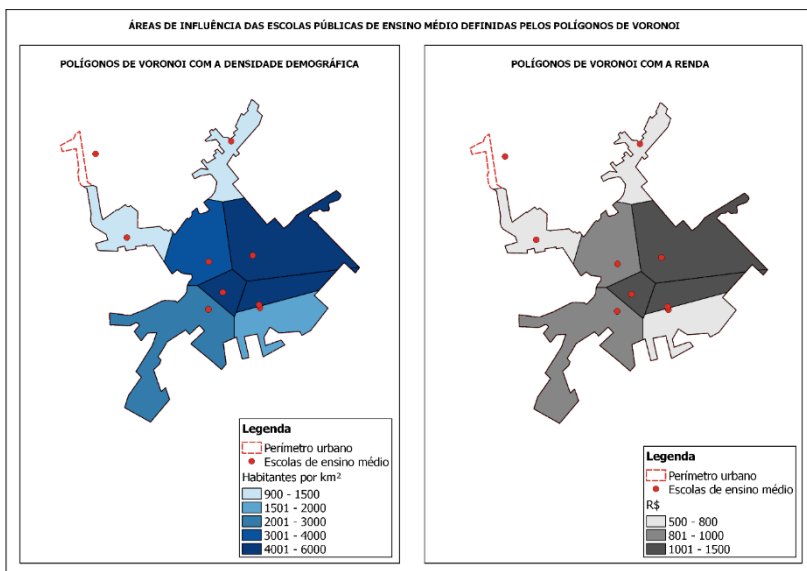 ÁREAS DE INFLUÊNCIA DAS ESCOLAS PÚBLICAS DE ENSINO MÉDIO DEFINIDAS PELOS POLÍGONOS DE VORONOI
POLÍGONOS DE VORONOI COM A DENSIDADE DEMOGRÁFICA
Legenda
Perímetro urbano
Escolas de ensino médio
Habitantes por km²
900 - 1500
1501 - 2000
2001 - 3000
3001 - 4000
4001 - 6000
POLÍGONOS DE VORONOI COM A RENDA
Legenda
Perímetro urbano
Escolas de ensino médio
R$
500 - 800
801 - 1000
1001 - 1500